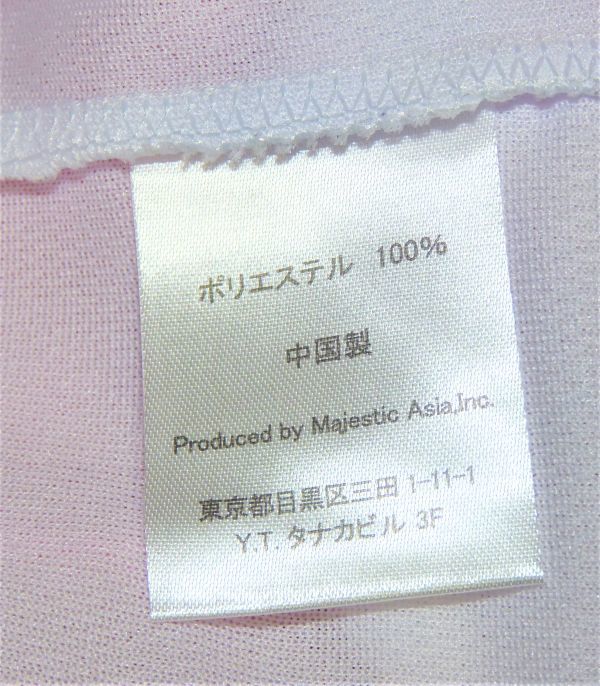 ポリエステル 100%
中国製
Produced by Majestic Asia,Inc.
東京都目黒区三田 1-11-1
Y.T. タナカビル 3F